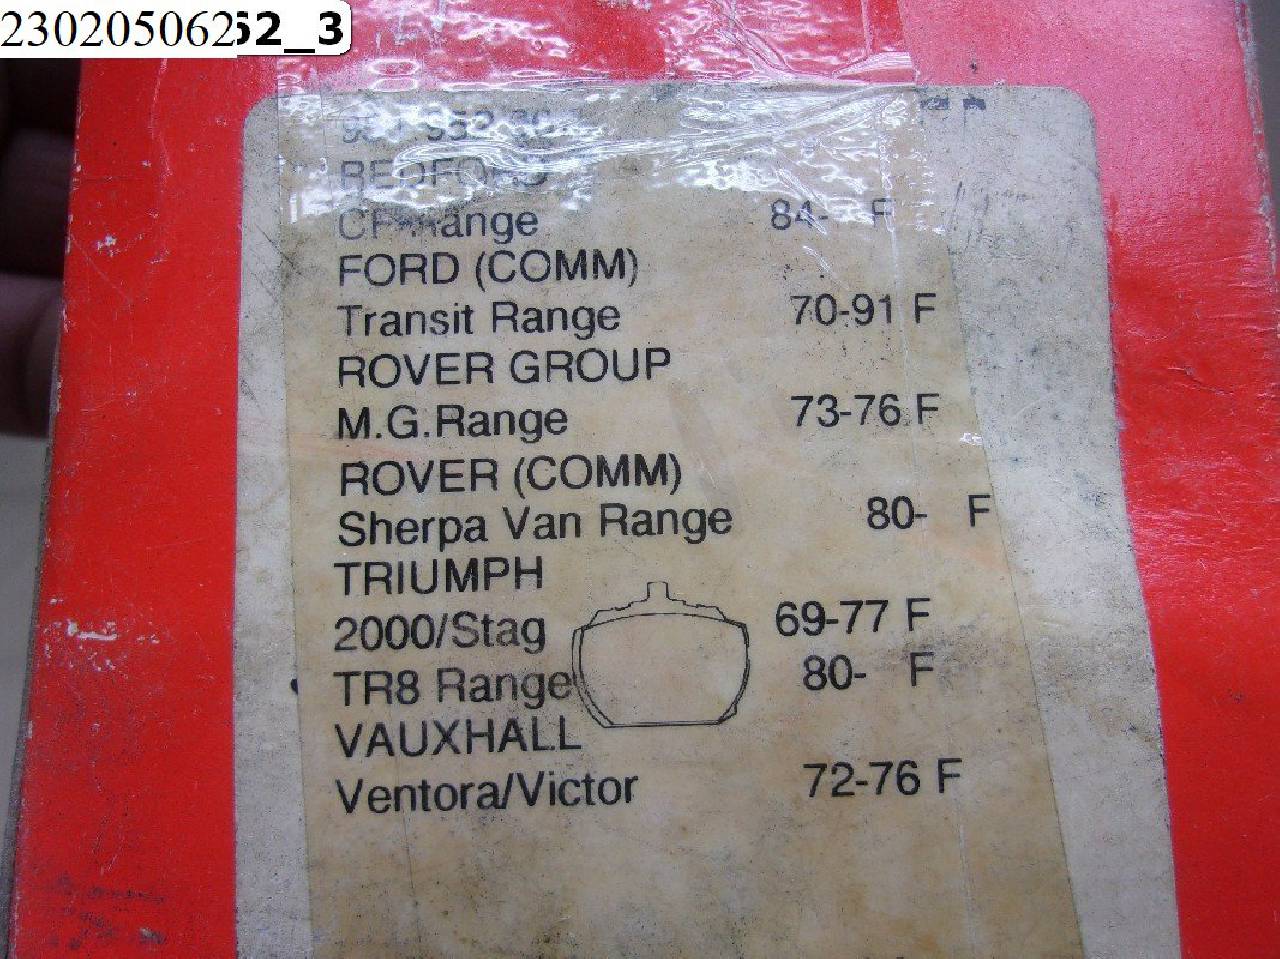 23020506252_3
BEDFORD
CF Range 84- F
FORD (COMM)
Transit Range 70-91 F
ROVER GROUP
M.G.Range 73-76 F
ROVER (COMM)
Sherpa Van Range 80- F
TRIUMPH
2000/Stag 69-77 F
TR8 Range 80- F
VAUXHALL
Ventora/Victor 72-76 F